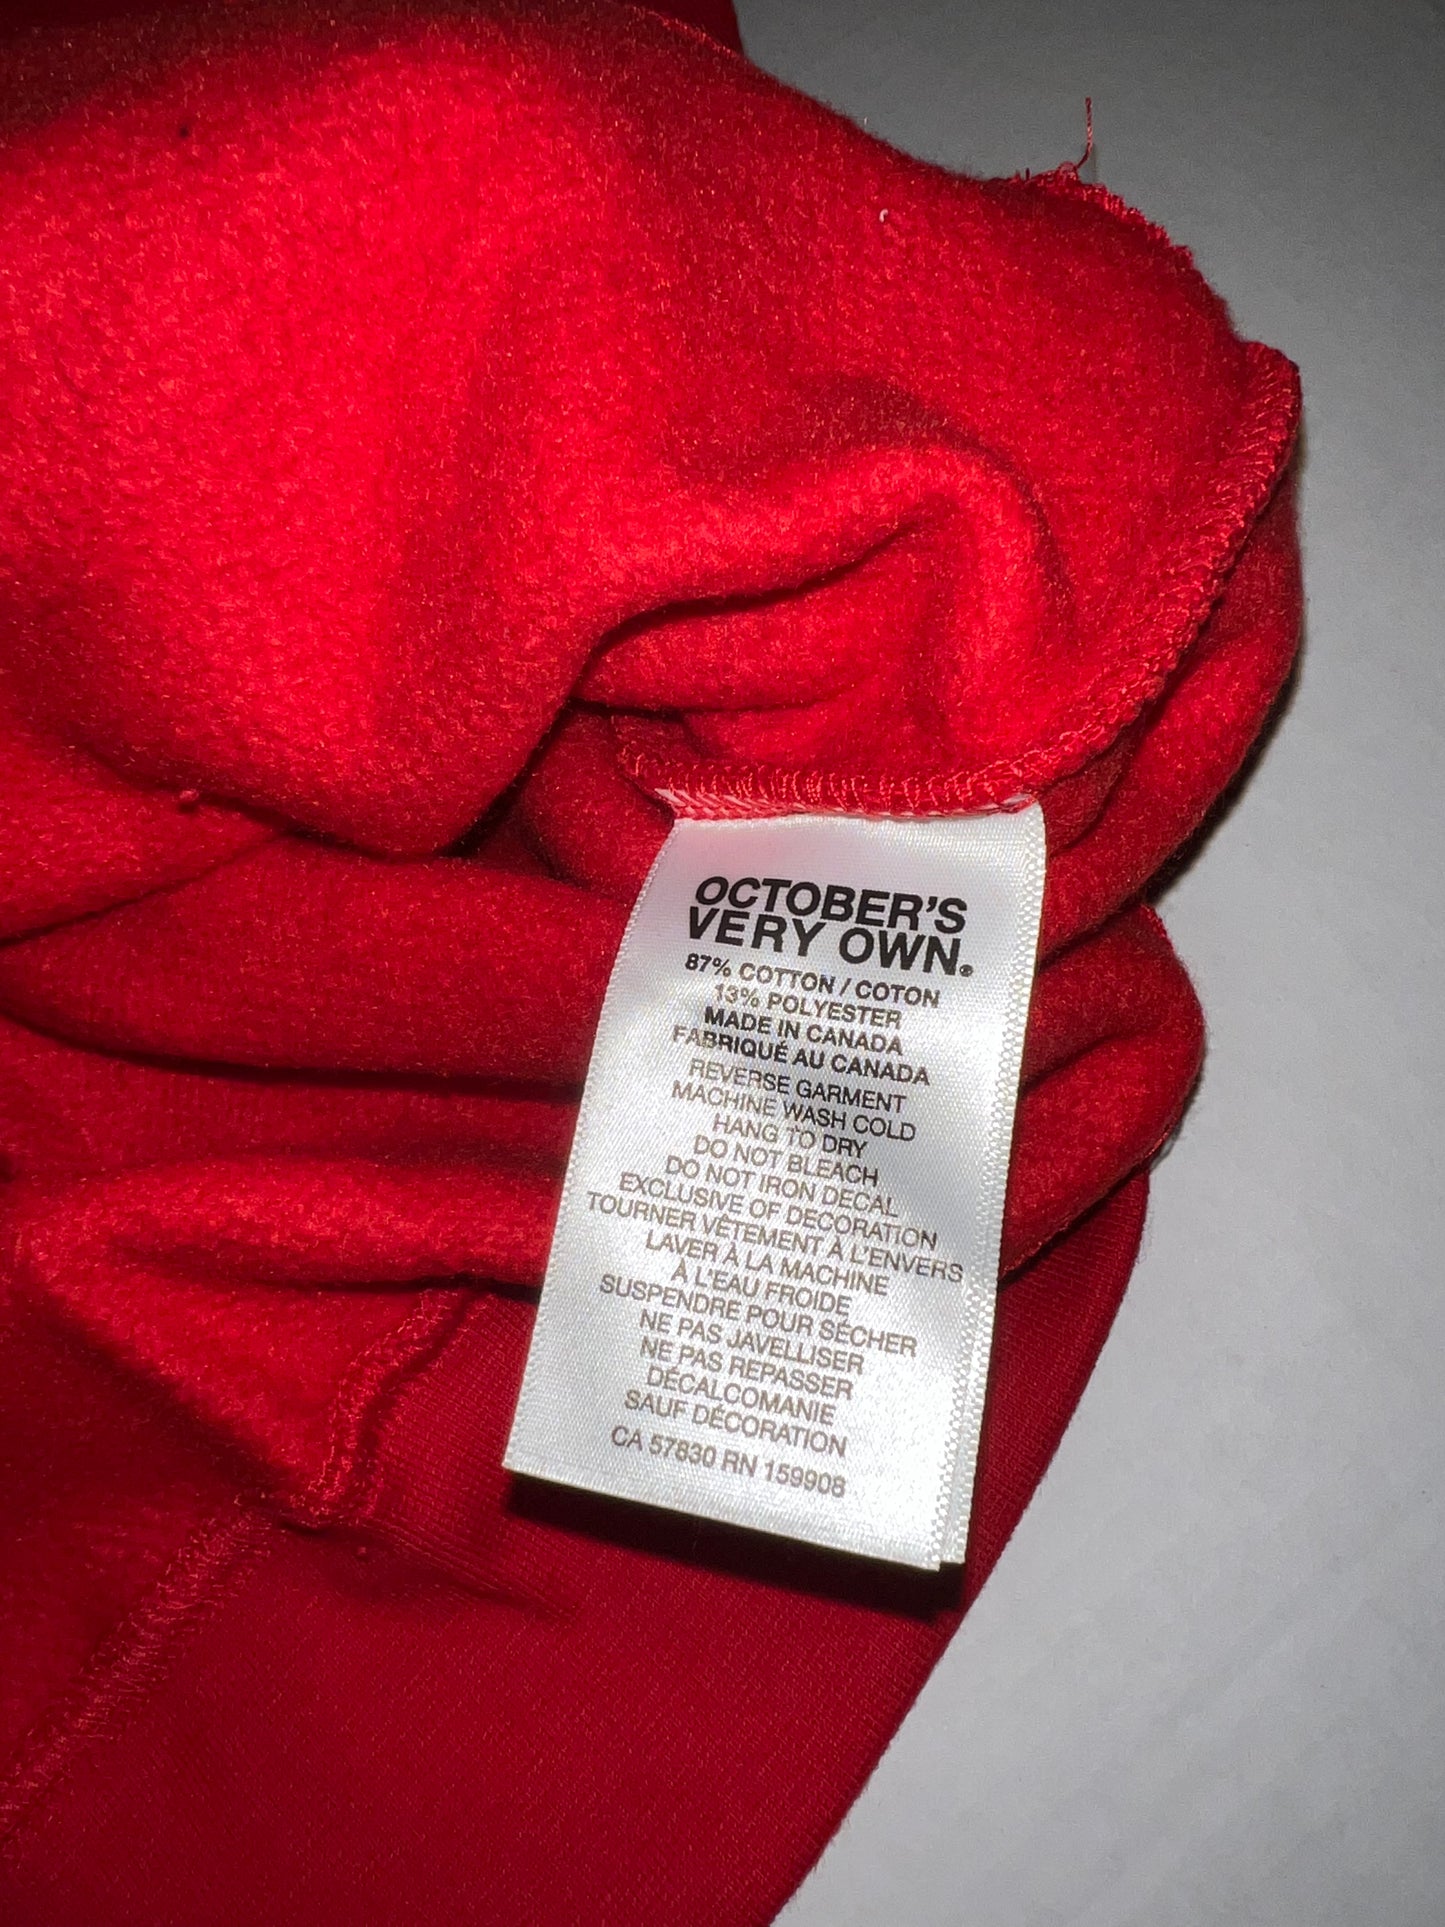 OCTOBER'S
VERY OWN®
87% COTTON / COTON
13% POLYESTER
MADE IN CANADA
FABRIQUÉ AU CANADA
REVERSE GARMENT
MACHINE WASH COLD
HANG TO DRY
DO NOT BLEACH
DO NOT IRON DECAL
EXCLUSIVE OF DECORATION
TOURNER VÊTEMENT À L'ENVERS
LAVER À LA MACHINE
À L'EAU FROIDE
SUSPENDRE POUR SÉCHER
NE PAS JAVELLISER
NE PAS REPASSER
DÉCALCOMANIE
SAUF DÉCORATION
CA 57830 RN 159908